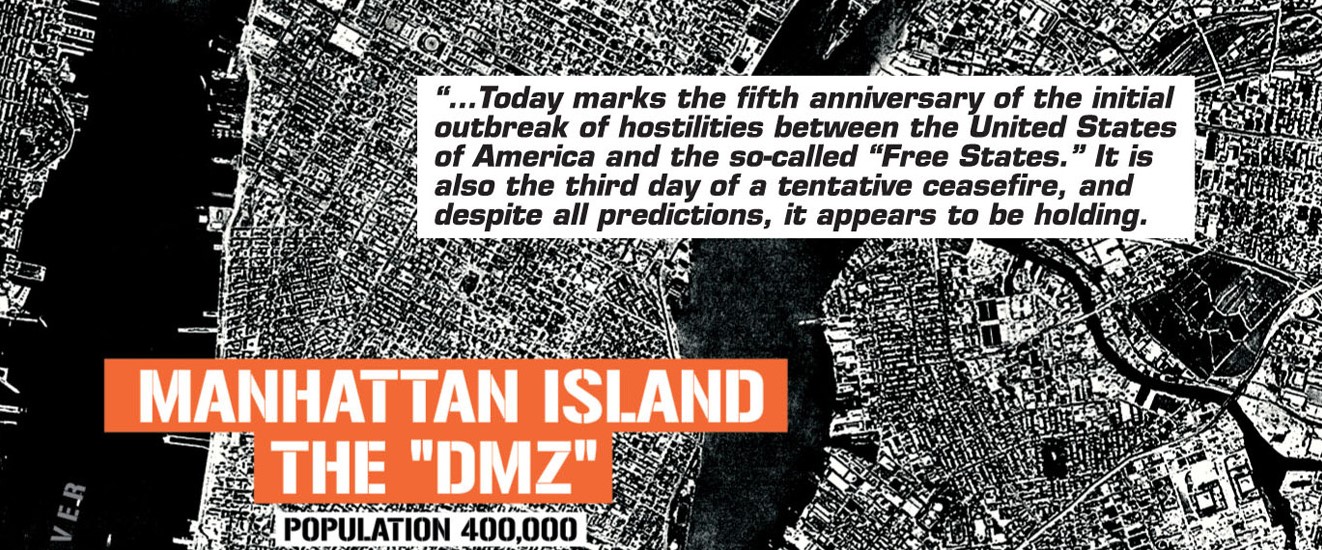 “...Today marks the fifth anniversary of the initial
outbreak of hostilities between the United States
of America and the so-called “Free States.” It is
also the third day of a tentative ceasefire, and
despite all predictions, it appears to be holding.
MANHATTAN ISLAND
THE "DMZ"
POPULATION 400,000
VER